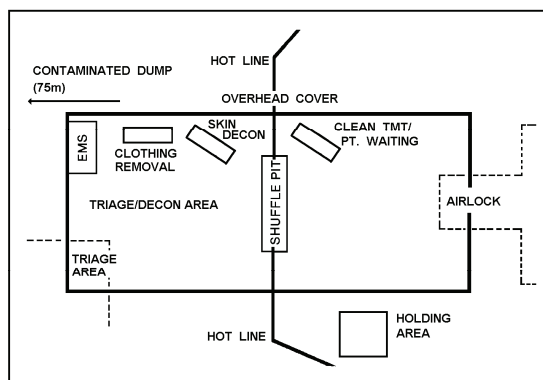 HOT LINE
CONTAMINATED DUMP
(75m)
OVERHEAD COVER
EMS
CLOTHING
REMOVAL
SKIN
DECON
CLEAN TMT/
PT. WAITING
SHUFFLE PIT
TRIAGE/DECON AREA
AIRLOCK
TRIAGE
AREA
HOT LINE
HOLDING
AREA